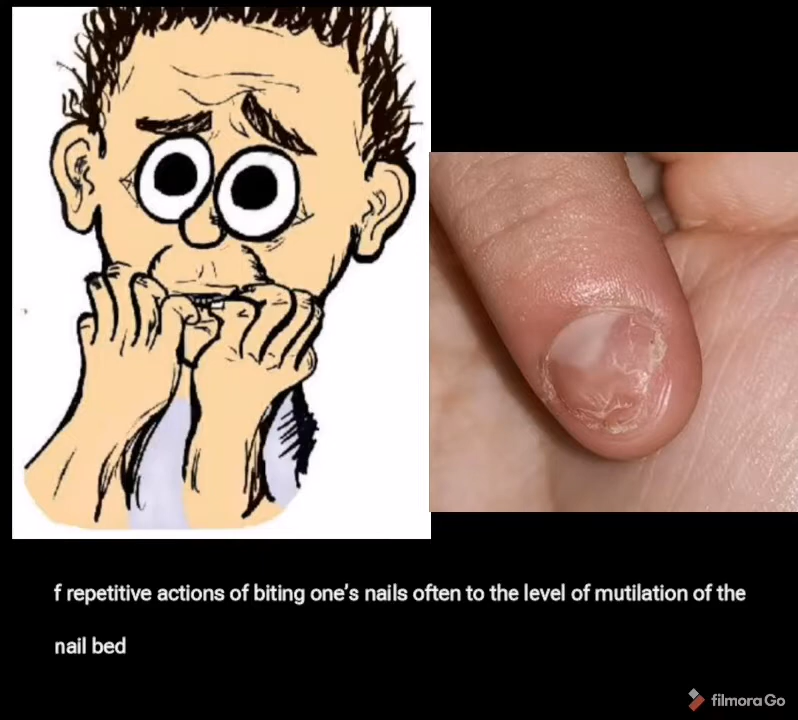 f repetitive actions of biting one's nails often to the level of mutilation of the
nail bed
filmoraGo